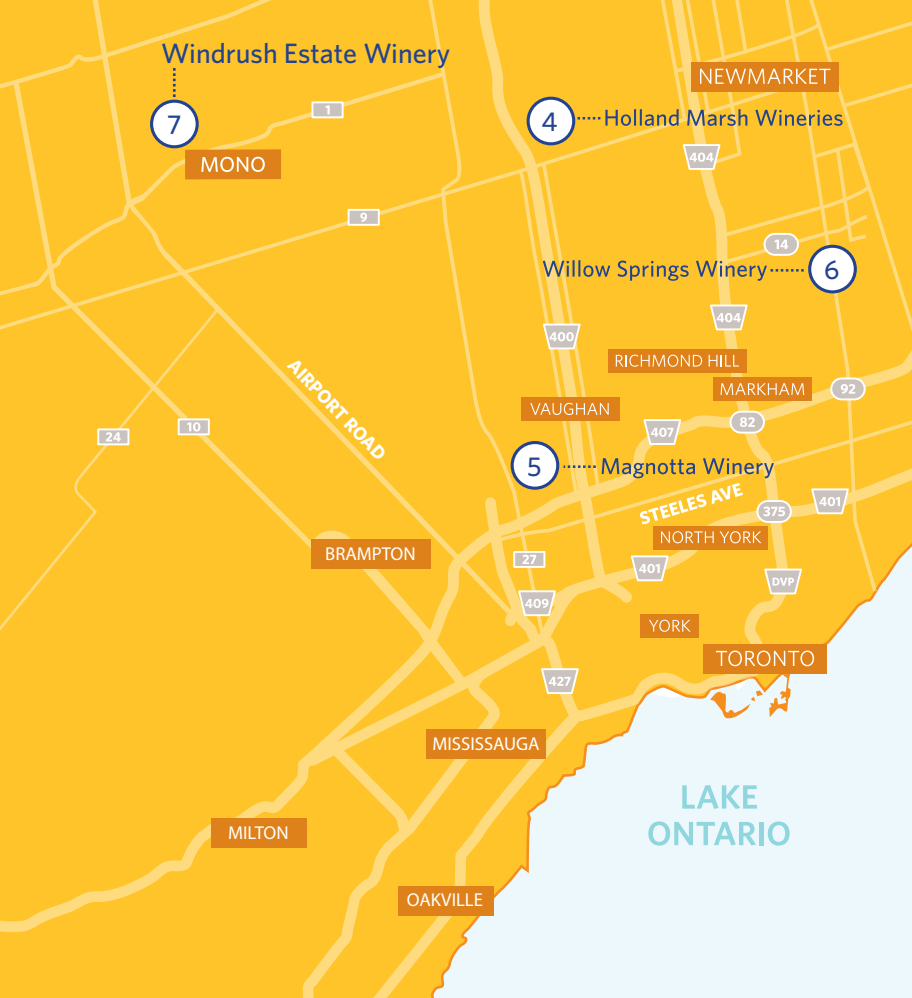 Windrush Estate Winery
NEWMARKET
7
1
4
Holland Marsh Wineries
MONO
404
9
14
Willow Springs Winery
6
404
400
RICHMOND HILL
AIRPORT ROAD
MARKHAM
92
VAUGHAN
82
10
24
407
5
Magnotta Winery
STEELES AVE
401
375
NORTH YORK
BRAMPTON
27
401
DVP
409
YORK
TORONTO
427
MISSISSAUGA
LAKE
ONTARIO
MILTON
OAKVILLE